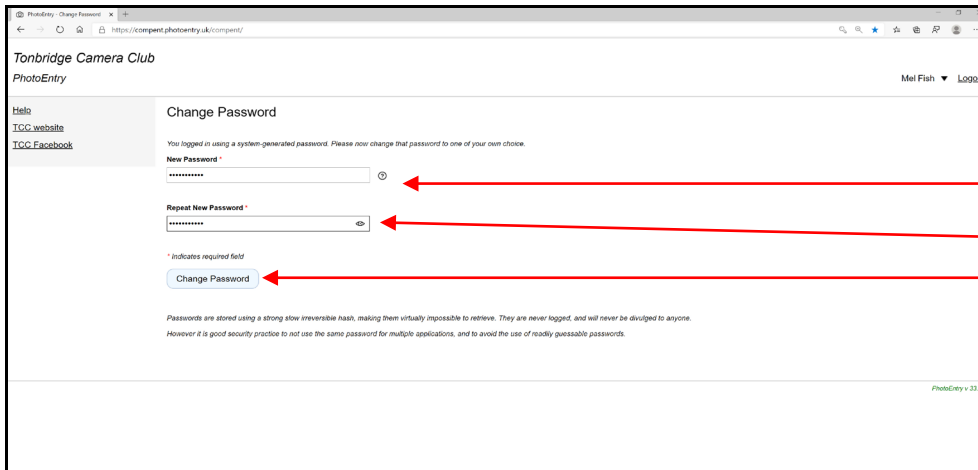 PhotoEntry - Change Password
https://compent.photoentry.uk/compent/
Tonbridge Camera Club
PhotoEntry
Mel Fish ▼ Logo
Help
TCC website
TCC Facebook
Change Password
You logged in using a system-generated password. Please now change that password to one of your own choice.
New Password *
•••••••••••
Repeat New Password *
•••••••••••
* Indicates required field
Change Password
Passwords are stored using a strong slow irreversible hash, making them virtually impossible to retrieve. They are never logged, and will never be divulged to anyone.
However it is good security practice to not use the same password for multiple applications, and to avoid the use of readily guessable passwords.
PhotoEntry v 33